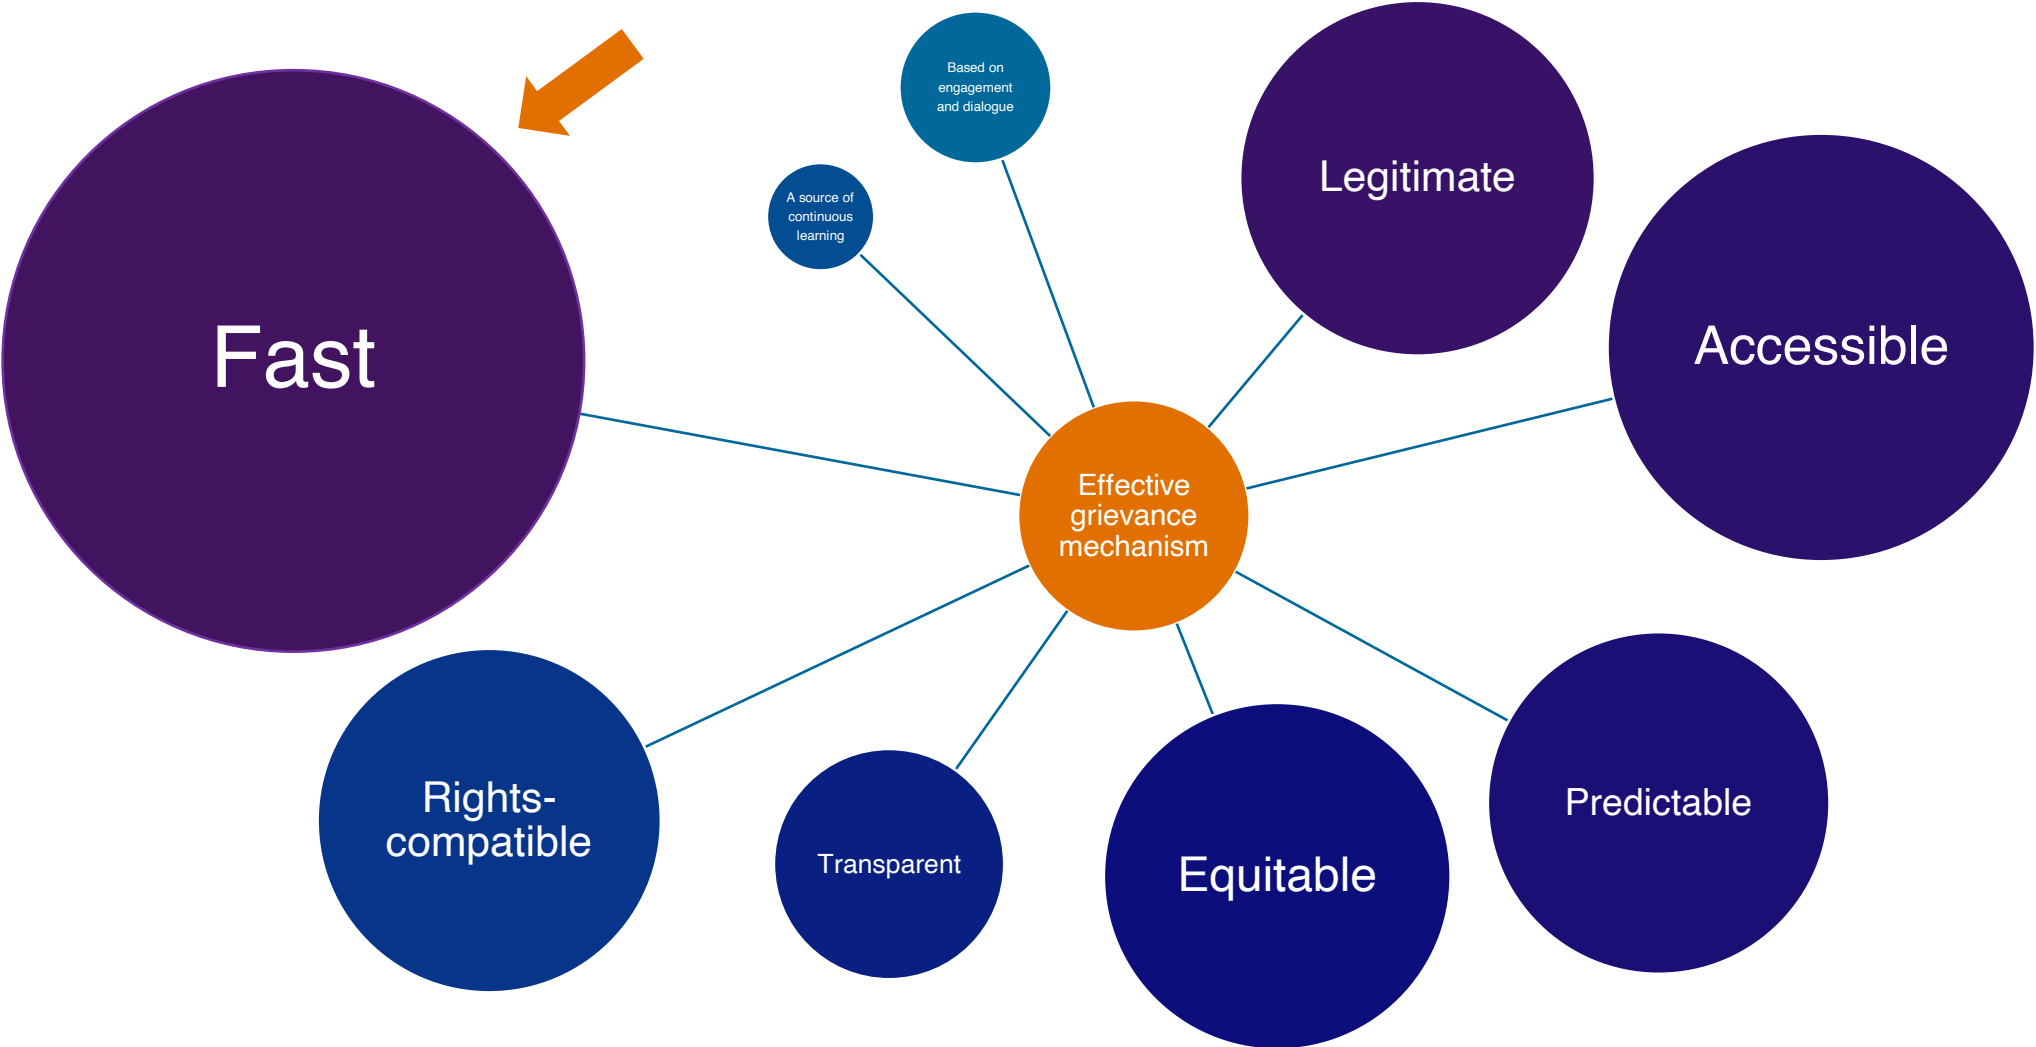 Based on
engagement
and dialogue
Legitimate
A source of
continuous
learning
Accessible
Fast
Effective
grievance
mechanism
Rights-
compatible
Transparent
Equitable
Predictable